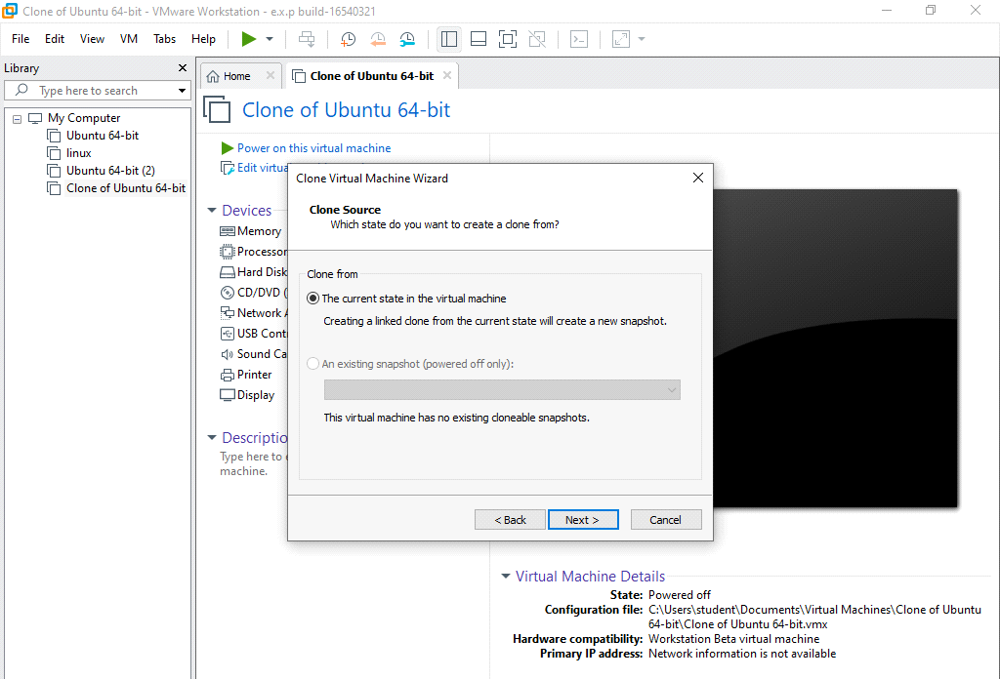 Clone of Ubuntu 64-bit - VMware Workstation - e.x.p build-16540321
File Edit View VM Tabs Help
Library
Type here to search
My Computer
Ubuntu 64-bit
linux
Ubuntu 64-bit (2)
Clone of Ubuntu 64-bit
Home
Clone of Ubuntu 64-bit
Clone of Ubuntu 64-bit
Power on this virtual machine
Edit virtua
Devices
Memory
Processor
Hard Disk
CD/DVD (
Network A
USB Cont
Sound Ca
Printer
Display
Descriptio
Type here to e
machine.
Clone Virtual Machine Wizard
Clone Source
Which state do you want to create a clone from?
Clone from
The current state in the virtual machine
Creating a linked clone from the current state will create a new snapshot.
An existing snapshot (powered off only):
This virtual machine has no existing cloneable snapshots.
< Back Next > Cancel
Virtual Machine Details
State: Powered off
Configuration file: C:\Users\student\Documents\Virtual Machines\Clone of Ubuntu
64-bit\Clone of Ubuntu 64-bit.vmx
Hardware compatibility: Workstation Beta virtual machine
Primary IP address: Network information is not available